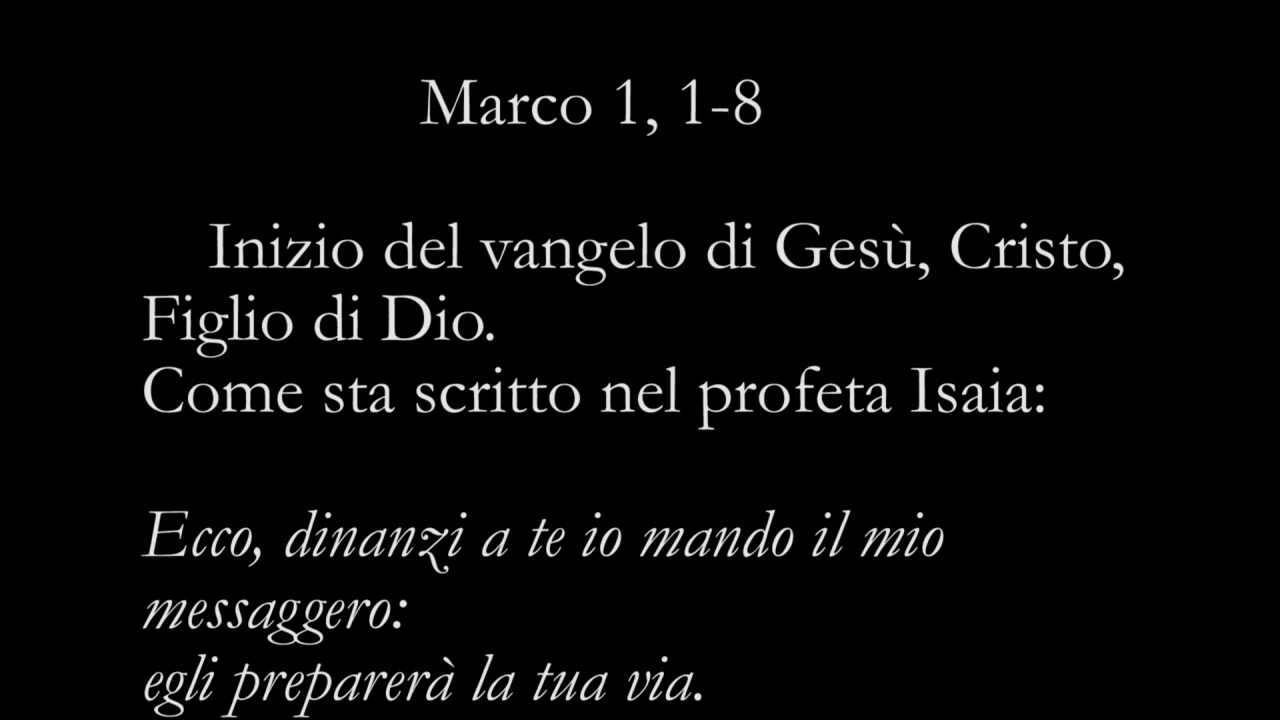 Marco 1, 1-8
Inizio del vangelo di Gesù, Cristo,
Figlio di Dio.
Come sta scritto nel profeta Isaia:
Ecco, dinanzi a te io mando il mio
messaggero:
egli preparerà la tua via.